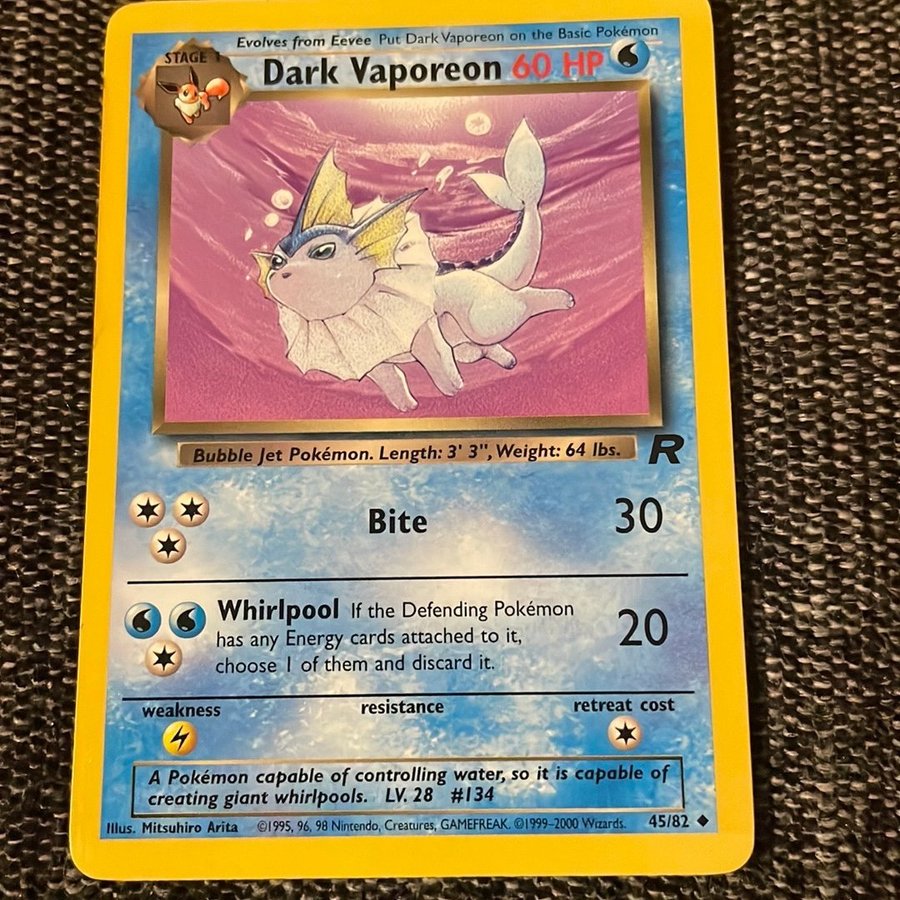 Evolves from Eevee Put Dark Vaporeon on the Basic Pokémon
STAGE 1
Dark Vaporeon 60 HP
Bubble Jet Pokémon. Length: 3' 3", Weight: 64 lbs.
R
Bite 30
Whirlpool If the Defending Pokémon
has any Energy cards attached to it,
choose 1 of them and discard it.
20
weakness resistance retreat cost
A Pokémon capable of controlling water, so it is capable of
creating giant whirlpools. LV. 28 #134
Illus. Mitsuhiro Arita ©1995, 96, 98 Nintendo, Creatures, GAMEFREAK. ©1999-2000 Wizards. 45/82